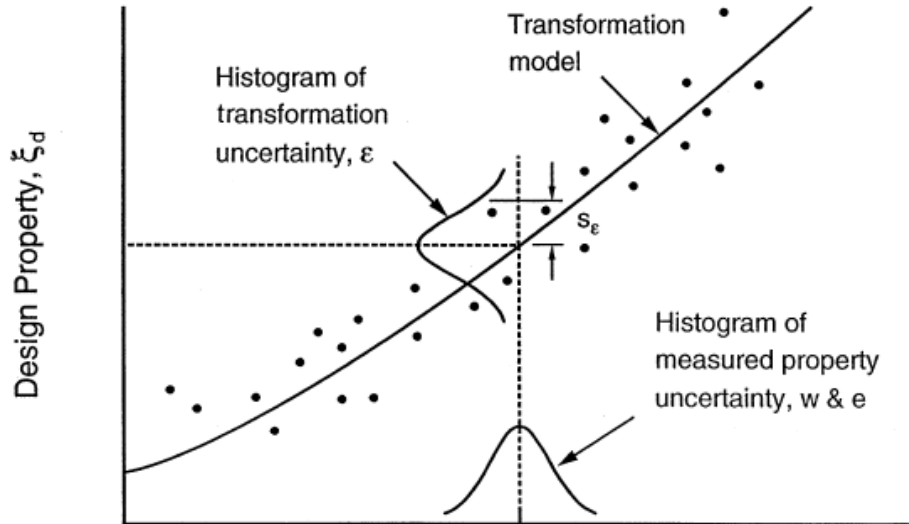 Transformation
model
Histogram of
transformation
uncertainty, ε
Design Property, ξd
sε
Histogram of
measured property
uncertainty, w & e